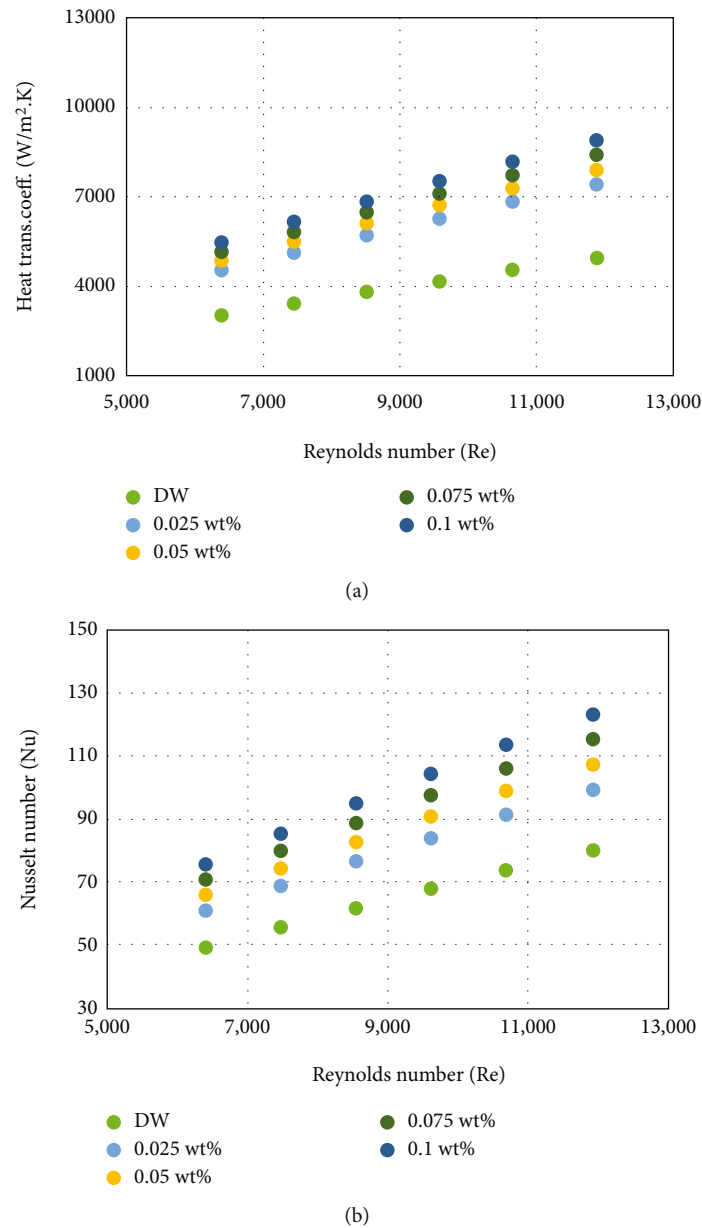 13000
10000
7000
4000
1000
Heat trans.coeff. (W/m².K)
5,000 7,000 9,000 11,000 13,000
Reynolds number (Re)
DW 0.075 wt%
0.025 wt% 0.1 wt%
0.05 wt%
(a)
150
130
110
90
70
50
30
Nusselt number (Nu)
5,000 7,000 9,000 11,000 13,000
Reynolds number (Re)
DW 0.075 wt%
0.025 wt% 0.1 wt%
0.05 wt%
(b)